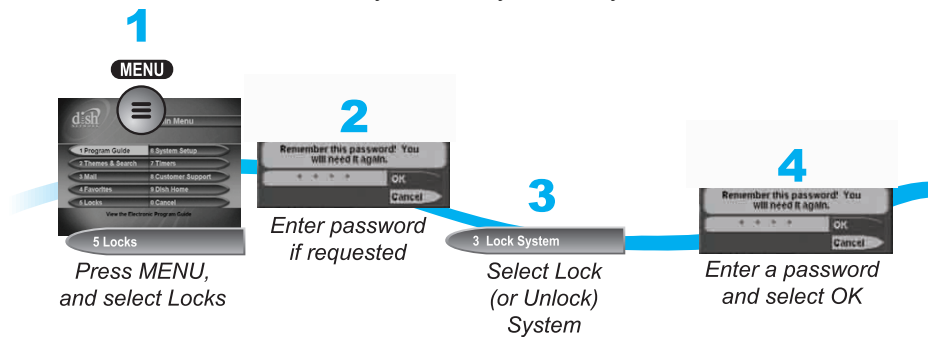 1
MENU
dish
NETWORK
Main Menu
1 Program Guide
6 System Setup
2 Themes & Search
7 Timers
3 Mail
8 Customer Support
4 Favorites
9 Dish Home
5 Locks
0 Cancel
View the Electronic Program Guide
5 Locks
Press MENU,
and select Locks
2
Remember this password! You
will need it again.
* * * *
OK
Cancel
Enter password
if requested
3
3 Lock System
Select Lock
(or Unlock)
System
4
Remember this password! You
will need it again.
* * * *
OK
Cancel
Enter a password
and select OK